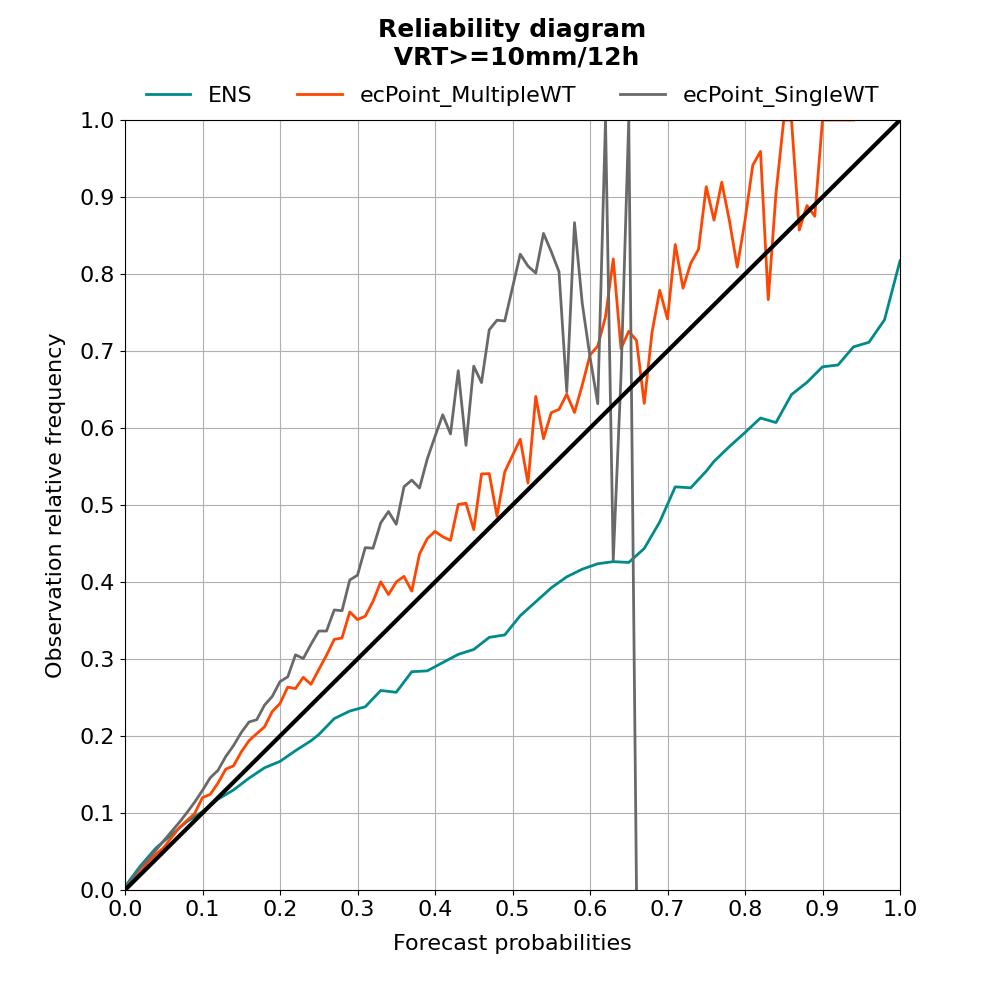 Reliability diagram
VRT>=10mm/12h
ENS ecPoint_MultipleWT ecPoint_SingleWT
1.0
0.9
0.8
0.7
0.6
0.5
0.4
0.3
0.2
0.1
0.0
Observation relative frequency
0.0 0.1 0.2 0.3 0.4 0.5 0.6 0.7 0.8 0.9 1.0
Forecast probabilities